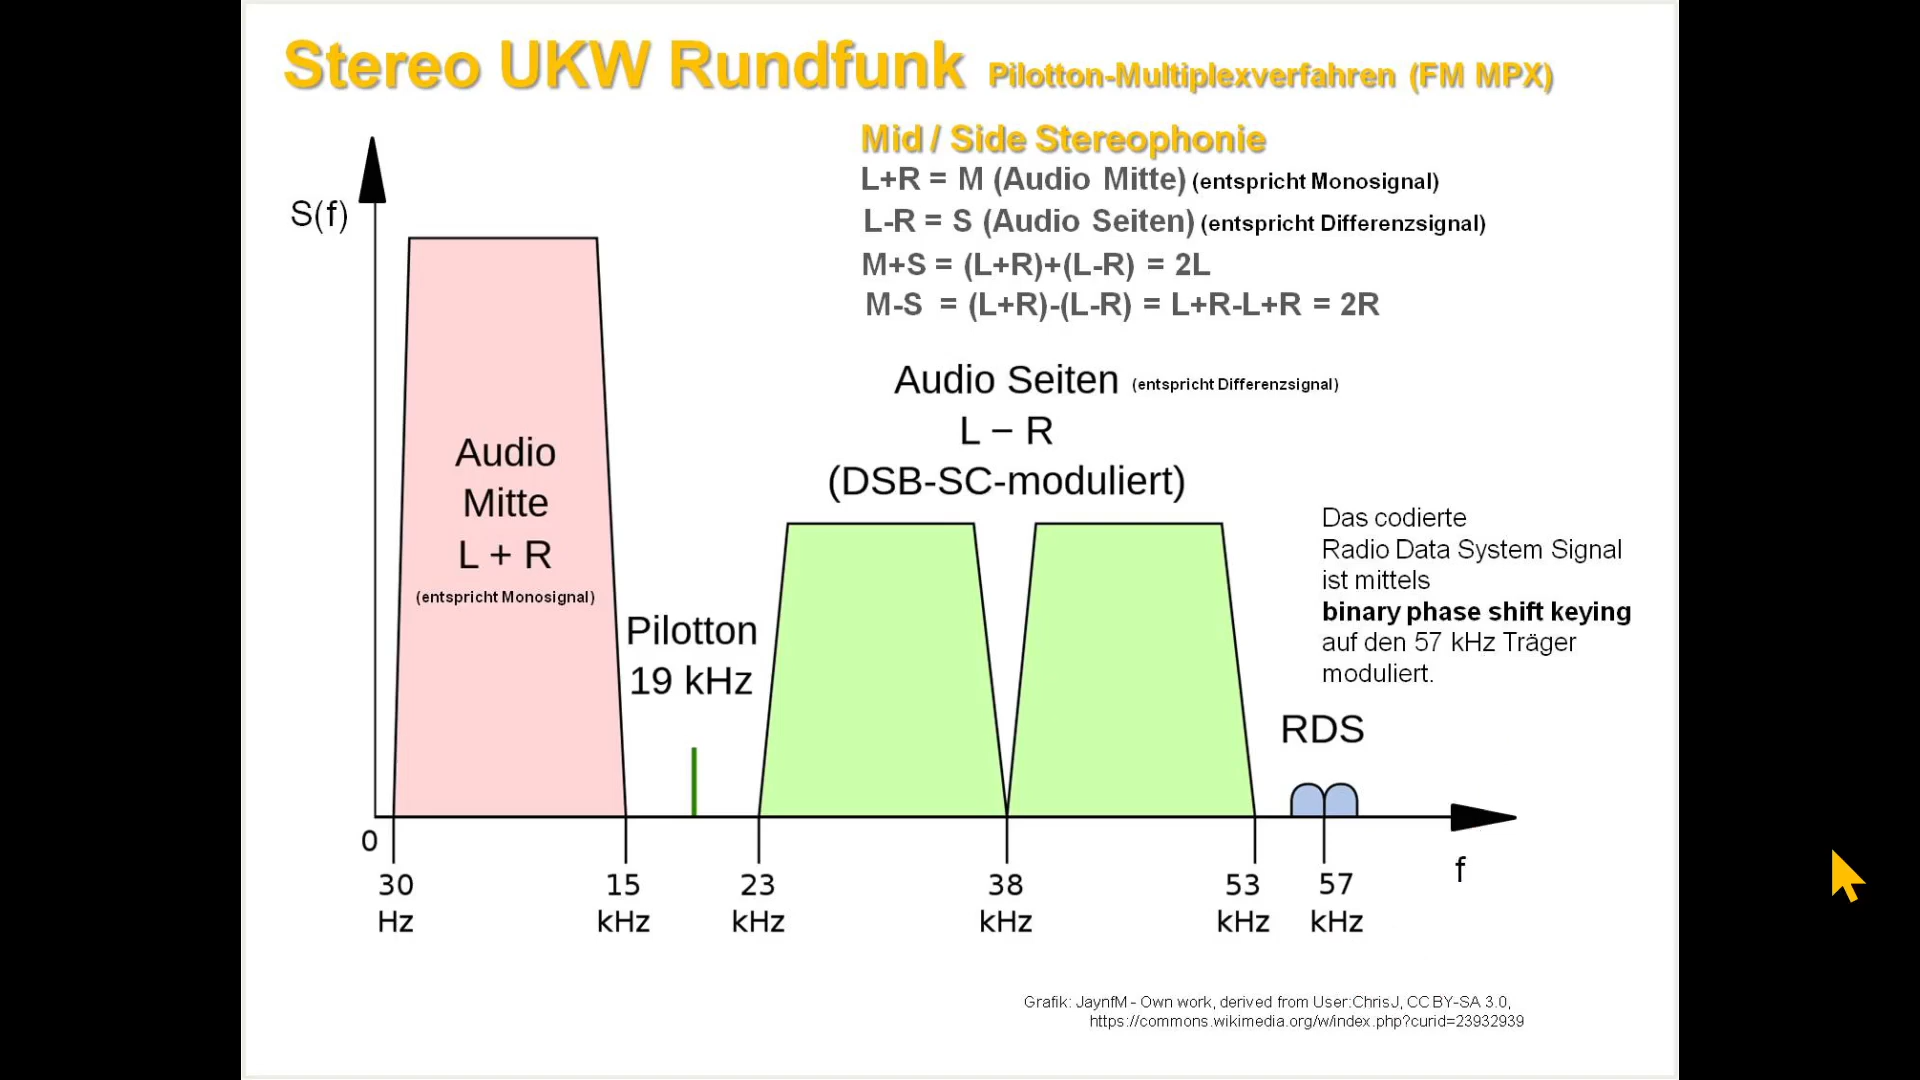 Stereo UKW Rundfunk Pilotton-Multiplexverfahren (FM MPX)
Mid / Side Stereophonie
L+R = M (Audio Mitte) (entspricht Monosignal)
L-R = S (Audio Seiten) (entspricht Differenzsignal)
M+S = (L+R)+(L-R) = 2L
M-S = (L+R)-(L-R) = L+R-L+R = 2R
S(f)
Audio Seiten (entspricht Differenzsignal)
L − R
(DSB-SC-moduliert)
Audio
Mitte
L + R
(entspricht Monosignal)
Pilotton
19 kHz
Das codierte
Radio Data System Signal
ist mittels
binary phase shift keying
auf den 57 kHz Träger
moduliert.
RDS
0
f
30
Hz
15
kHz
23
kHz
38
kHz
53
kHz
57
kHz
Grafik: JaynfM - Own work, derived from User:ChrisJ, CC BY-SA 3.0,
https://commons.wikimedia.org/w/index.php?curid=23932939